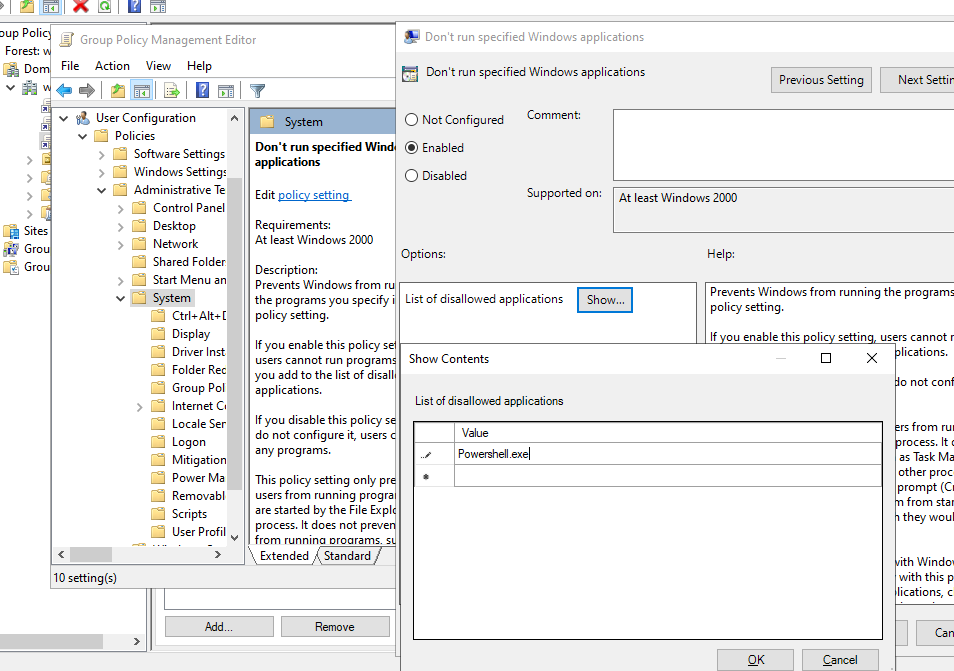 oup Policy
Forest: w
Dom
w
Sites
Grou
Grou
Group Policy Management Editor
File Action View Help
User Configuration
Policies
Software Settings
Windows Settings
Administrative Te
Control Panel
Desktop
Network
Shared Folder
Start Menu an
System
Ctrl+Alt+D
Display
Driver Inst
Folder Red
Group Pol
Internet Co
Locale Ser
Logon
Mitigation
Power Ma
Removabl
Scripts
User Profil
System
Don't run specified Windo
applications
Edit policy setting
Requirements:
At least Windows 2000
Description:
Prevents Windows from ru
the programs you specify i
policy setting.
If you enable this policy se
users cannot run programs
you add to the list of disall
applications.
If you disable this policy se
do not configure it, users c
any programs.
This policy setting only pre
users from running progra
are started by the File Explo
process. It does not preven
from running programs, su
Extended Standard
10 setting(s)
Add... Remove
Don't run specified Windows applications
Don't run specified Windows applications
Previous Setting Next Settin
Not Configured
Enabled
Disabled
Comment:
Supported on:
At least Windows 2000
Options:
Help:
List of disallowed applications Show...
Prevents Windows from running the programs
policy setting.
If you enable this policy setting, users cannot r
plications.
do not conf
ers from ru
process. It d
as Task Ma
other proc
prompt (C
m from star
n they woul
with Windo
with this p
lications, c
Can
Show Contents
List of disallowed applications
Value
Powershell.exe
OK Cancel